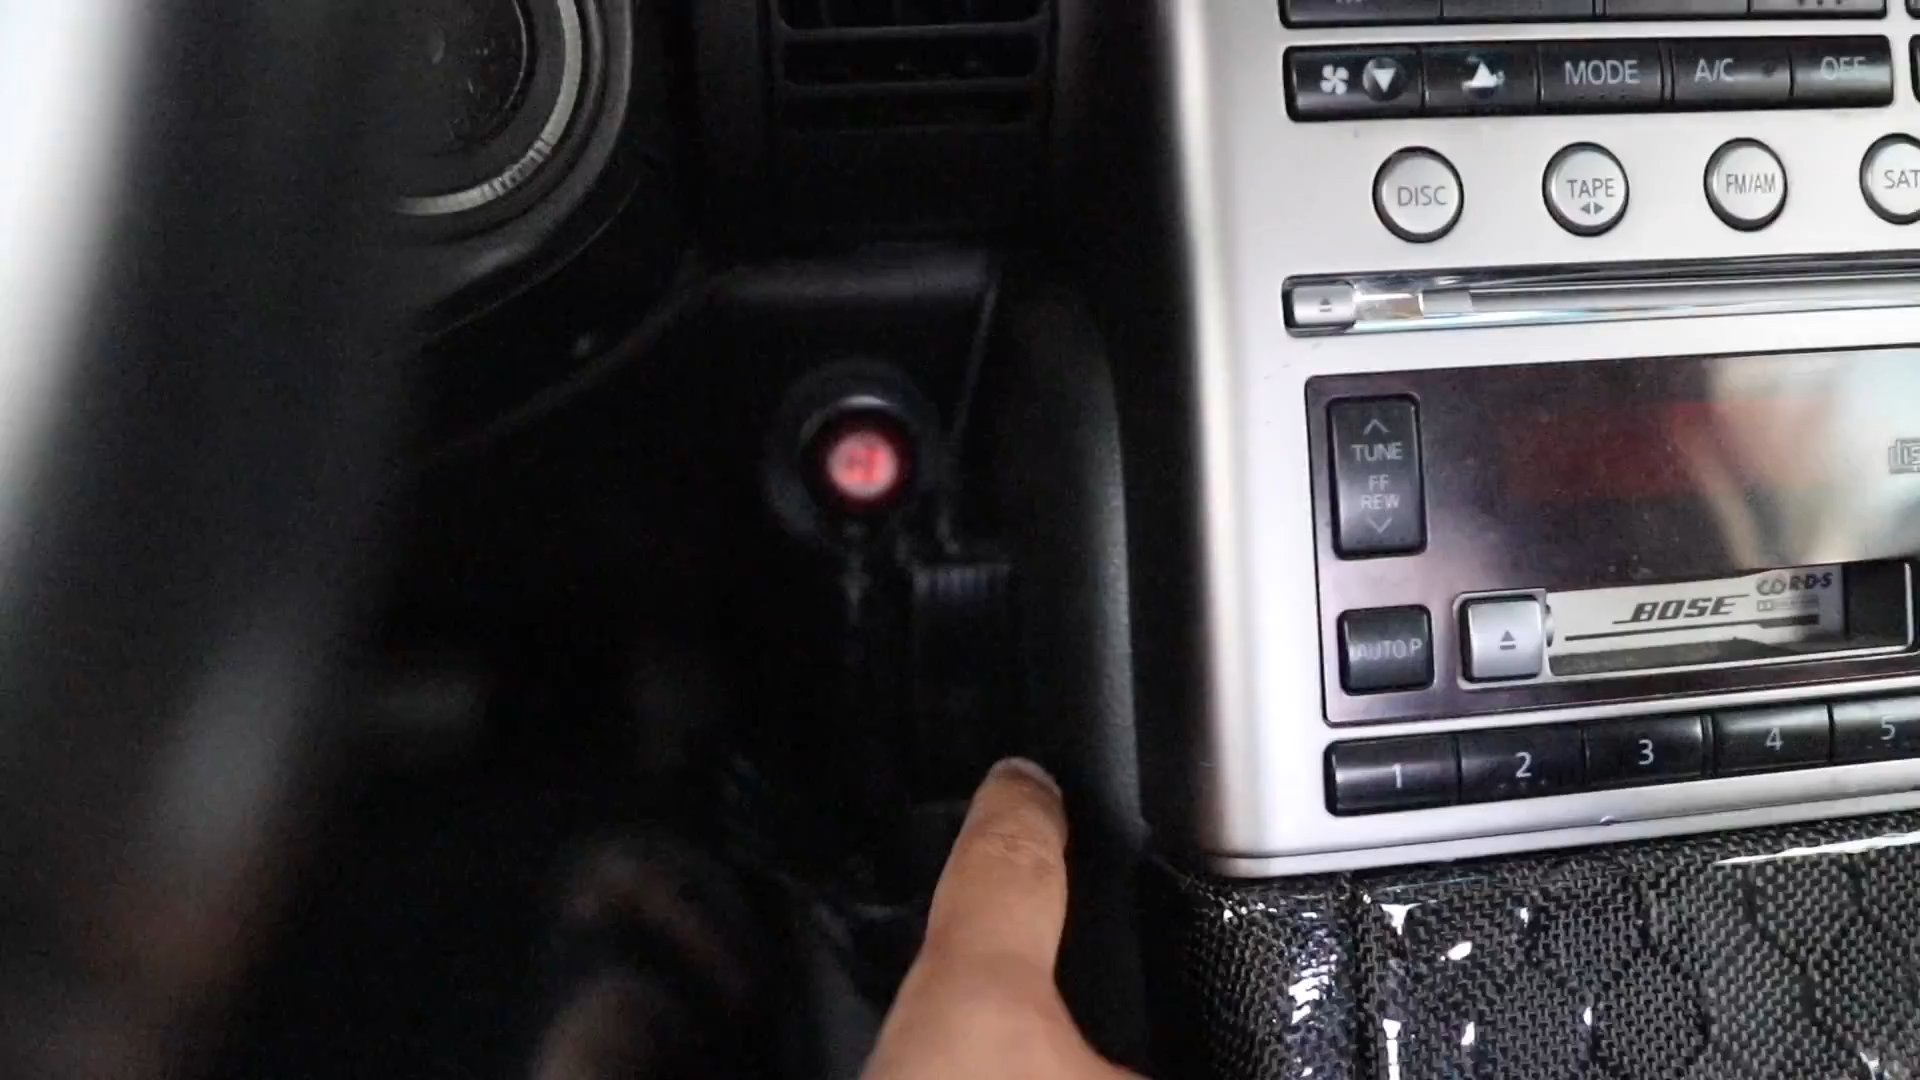 MODE A/C OFF
DISC TAPE FM/AM SAT
TUNE
FF
REW
AUTO.P
BOSE
1 2 3 4 5